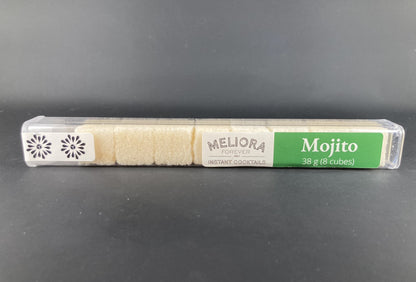 MELIORA
FOREVER
INSTANT COCKTAILS
Mojito
38 g (8 cubes)